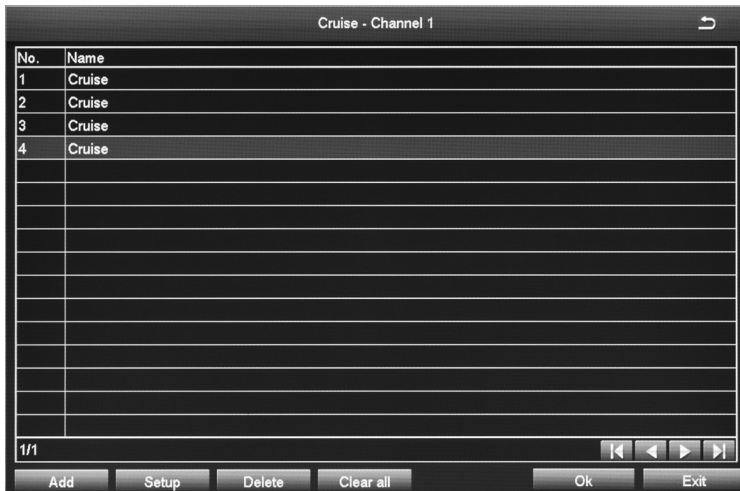 Cruise - Channel 1
No. Name
1 Cruise
2 Cruise
3 Cruise
4 Cruise
1/1
Add Setup Delete Clear all Ok Exit